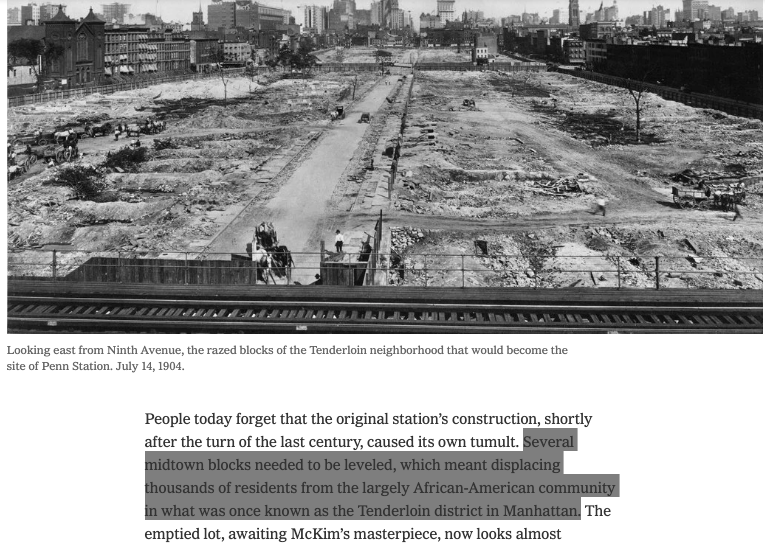 Looking east from Ninth Avenue, the razed blocks of the Tenderloin neighborhood that would become the
site of Penn Station. July 14, 1904.
People today forget that the original station’s construction, shortly
after the turn of the last century, caused its own tumult. Several
midtown blocks needed to be leveled, which meant displacing
thousands of residents from the largely African-American community
in what was once known as the Tenderloin district in Manhattan. The
emptied lot, awaiting McKim’s masterpiece, now looks almost